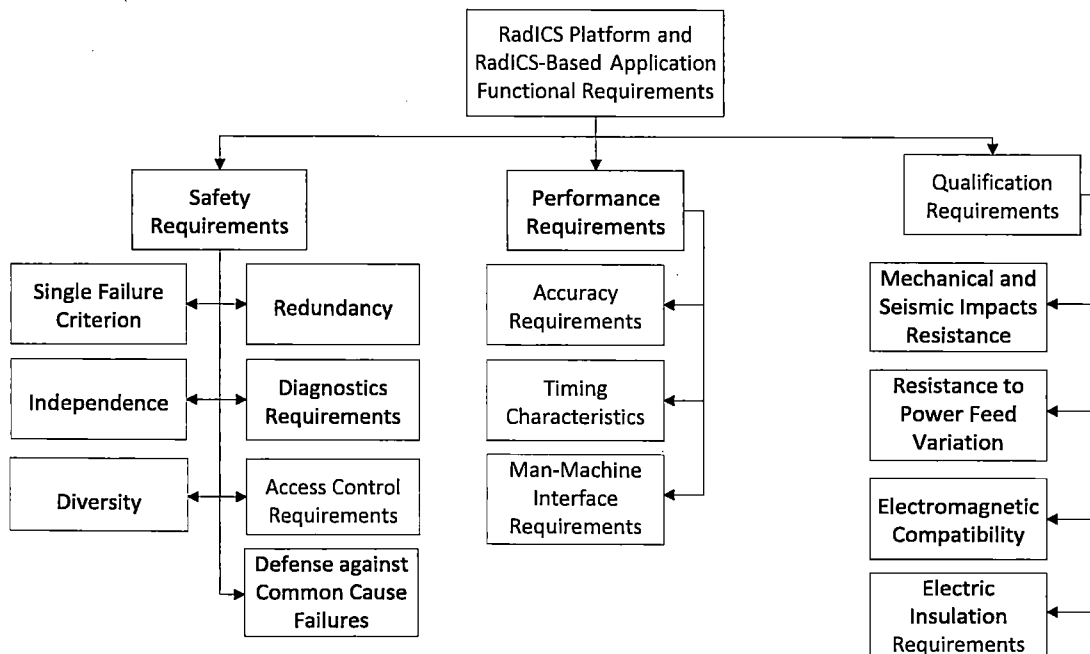 RadICS Platform and
RadICS-Based Application
Functional Requirements
Safety
Requirements
Performance
Requirements
Qualification
Requirements
Single Failure
Criterion
Redundancy
Independence
Diagnostics
Requirements
Diversity
Access Control
Requirements
Defense against
Common Cause
Failures
Accuracy
Requirements
Timing
Characteristics
Man-Machine
Interface
Requirements
Mechanical and
Seismic Impacts
Resistance
Resistance to
Power Feed
Variation
Electromagnetic
Compatibility
Electric
Insulation
Requirements